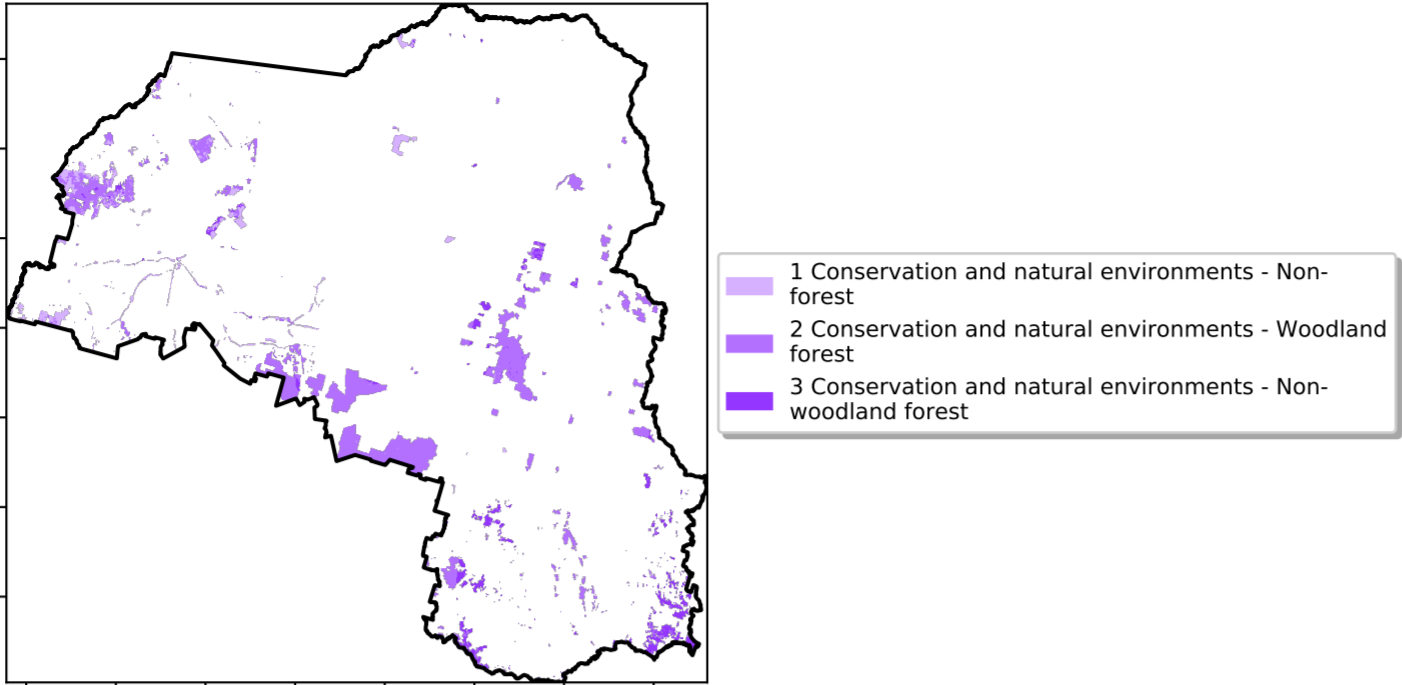 1 Conservation and natural environments - Non-
forest
2 Conservation and natural environments - Woodland
forest
3 Conservation and natural environments - Non-
woodland forest